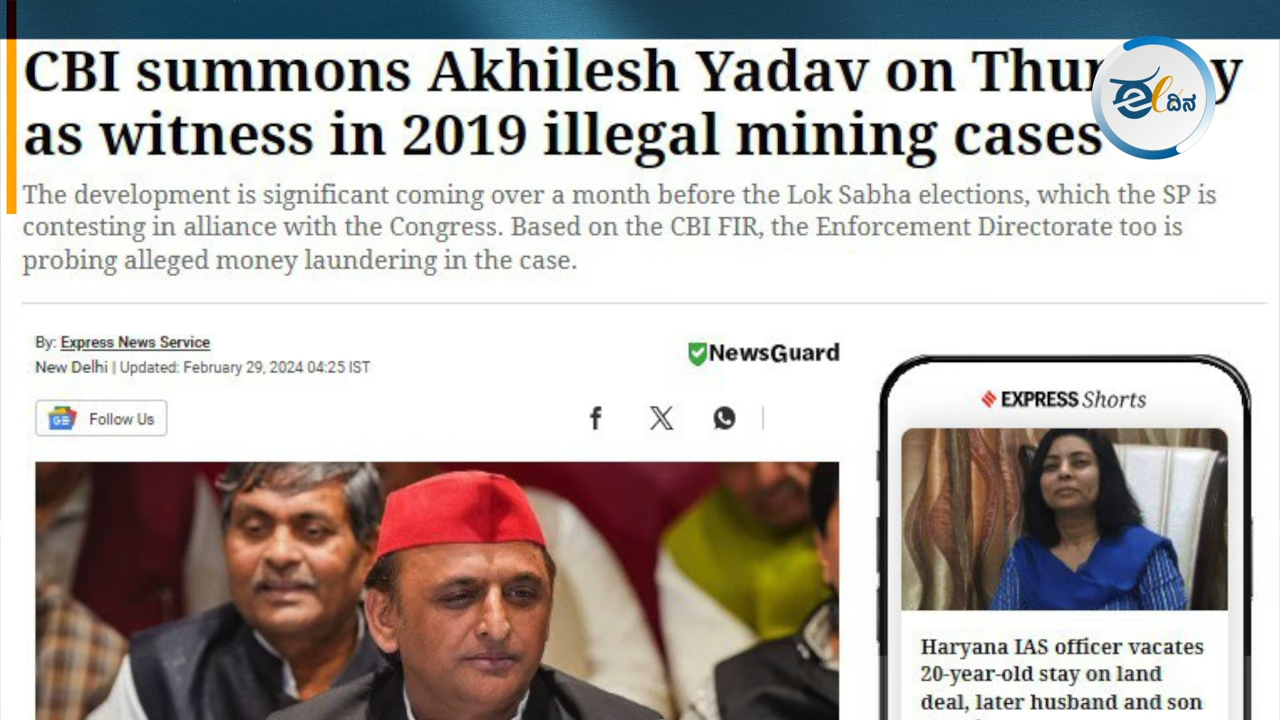 CBI summons Akhilesh Yadav on
as witness in 2019 illegal mining cases
The development is significant coming over a month before the Lok Sabha elections, which the SP is
contesting in alliance with the Congress. Based on the CBI FIR, the Enforcement Directorate too is
probing alleged money laundering in the case.
By: Express News Service
New Delhi | Updated: February 29, 2024 04:25 IST
NewsGuard
GE Follow Us
EXPRESS Shorts
Haryana IAS officer vacates
20-year-old stay on land
deal, later husband and son
ದಿನ